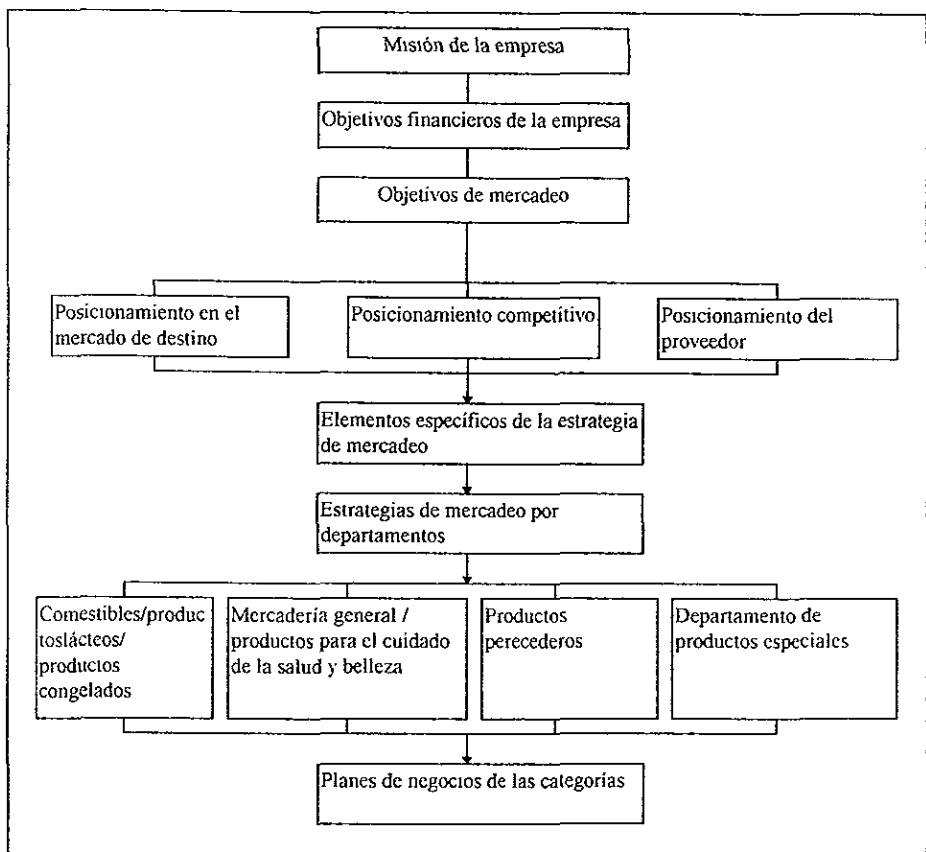 Misión de la empresa
Objetivos financieros de la empresa
Objetivos de mercadeo
Posicionamiento en el
mercado de destino
Posicionamiento competitivo
Posicionamiento del
proveedor
Elementos específicos de la estrategia
de mercadeo
Estrategias de mercadeo por
departamentos
Comestibles/produc
toslácteos/
productos
congelados
Mercadería general /
productos para el cuidado
de la salud y belleza
Productos
perecederos
Departamento de
productos especiales
Planes de negocios de las categorías